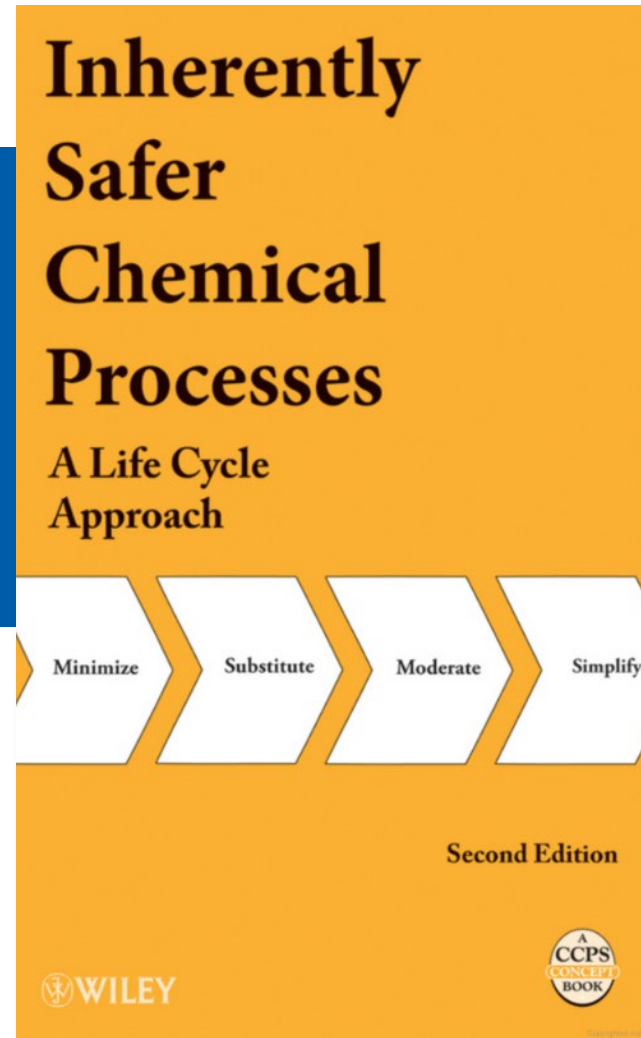 Inherently
Safer
Chemical
Processes
A Life Cycle
Approach
Minimize Substitute Moderate Simplify
Second Edition
A
CCPS
CONCEPT
BOOK
WILEY